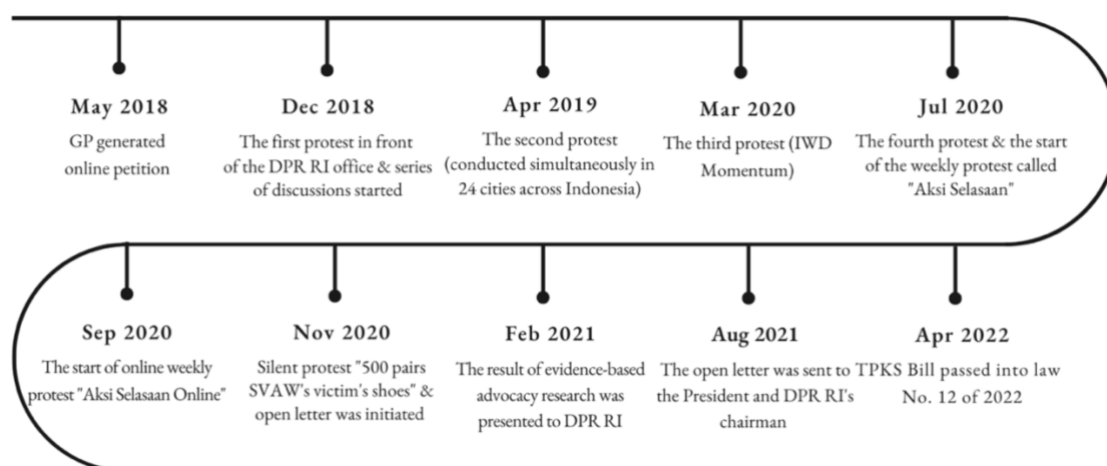 May 2018
GP generated
online petition
Dec 2018
The first protest in front
of the DPR RI office & series
of discussions started
Apr 2019
The second protest
(conducted simultaneously in
24 cities across Indonesia)
Mar 2020
The third protest (IWD
Momentum)
Jul 2020
The fourth protest & the start
of the weekly protest called
"Aksi Selasaan"
Sep 2020
The start of online weekly
protest "Aksi Selasaan Online"
Nov 2020
Silent protest "500 pairs
SVAW's victim's shoes" &
open letter was initiated
Feb 2021
The result of evidence-based
advocacy research was
presented to DPR RI
Aug 2021
The open letter was sent to
the President and DPR RI's
chairman
Apr 2022
TPKS Bill passed into law
No. 12 of 2022